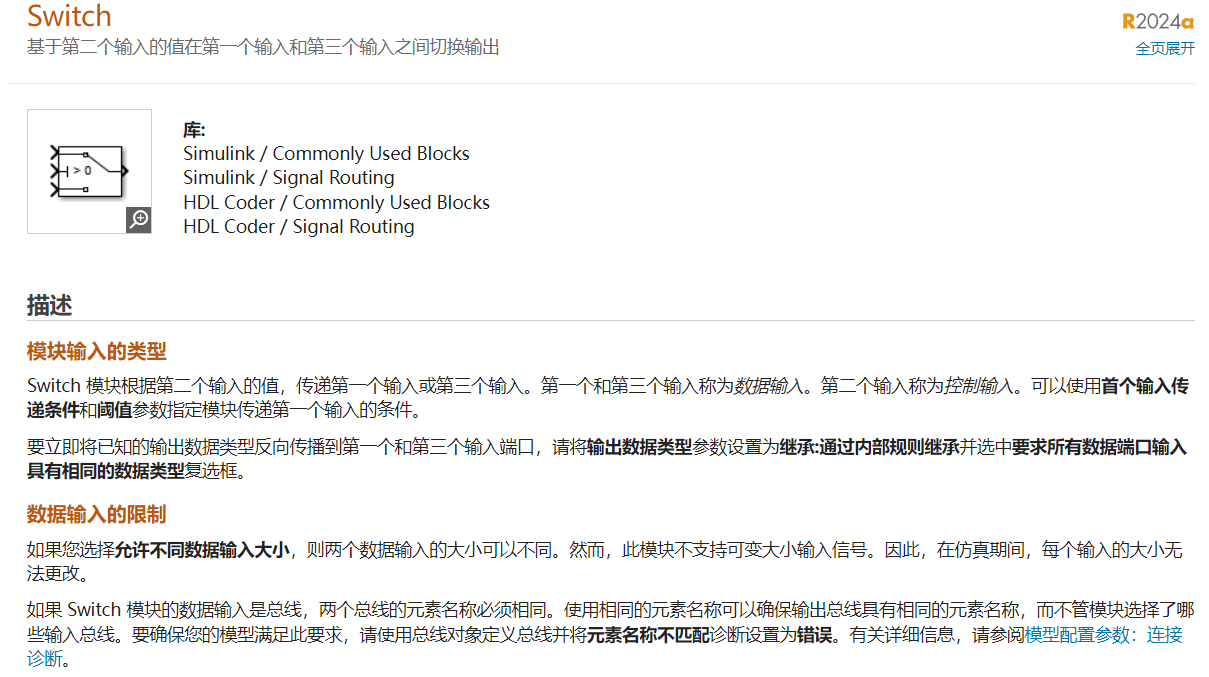 Switch
R2024a
基于第二个输入的值在第一个输入和第三个输入之间切换输出
全页展开
> 0
库:
Simulink / Commonly Used Blocks
Simulink / Signal Routing
HDL Coder / Commonly Used Blocks
HDL Coder / Signal Routing
描述
模块输入的类型
Switch 模块根据第二个输入的值，传递第一个输入或第三个输入。第一个和第三个输入称为数据输入。第二个输入称为控制输入。可以使用首个输入传
递条件和阈值参数指定模块传递第一个输入的条件。
要立即将已知的输出数据类型反向传播到第一个和第三个输入端口，请将输出数据类型参数设置为继承:通过内部规则继承并选中要求所有数据端口输入
具有相同的数据类型复选框。
数据输入的限制
如果您选择允许不同数据输入大小，则两个数据输入的大小可以不同。然而，此模块不支持可变大小输入信号。因此，在仿真期间，每个输入的大小无
法更改。
如果 Switch 模块的数据输入是总线，两个总线的元素名称必须相同。使用相同的元素名称可以确保输出总线具有相同的元素名称，而不管模块选择了哪
些输入总线。要确保您的模型满足此要求，请使用总线对象定义总线并将元素名称不匹配诊断设置为错误。有关详细信息，请参阅模型配置参数：连接
诊断。